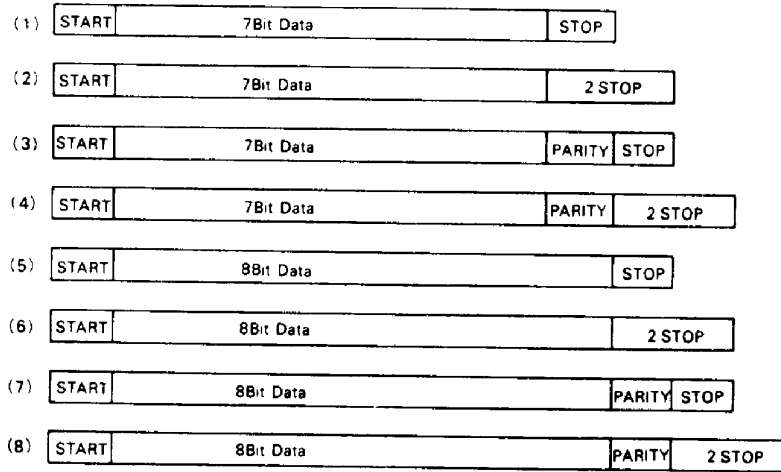 (1) START 7Bit Data STOP
(2) START 7Bit Data 2 STOP
(3) START 7Bit Data PARITY STOP
(4) START 7Bit Data PARITY 2 STOP
(5) START 8Bit Data STOP
(6) START 8Bit Data 2 STOP
(7) START 8Bit Data PARITY STOP
(8) START 8Bit Data PARITY 2 STOP